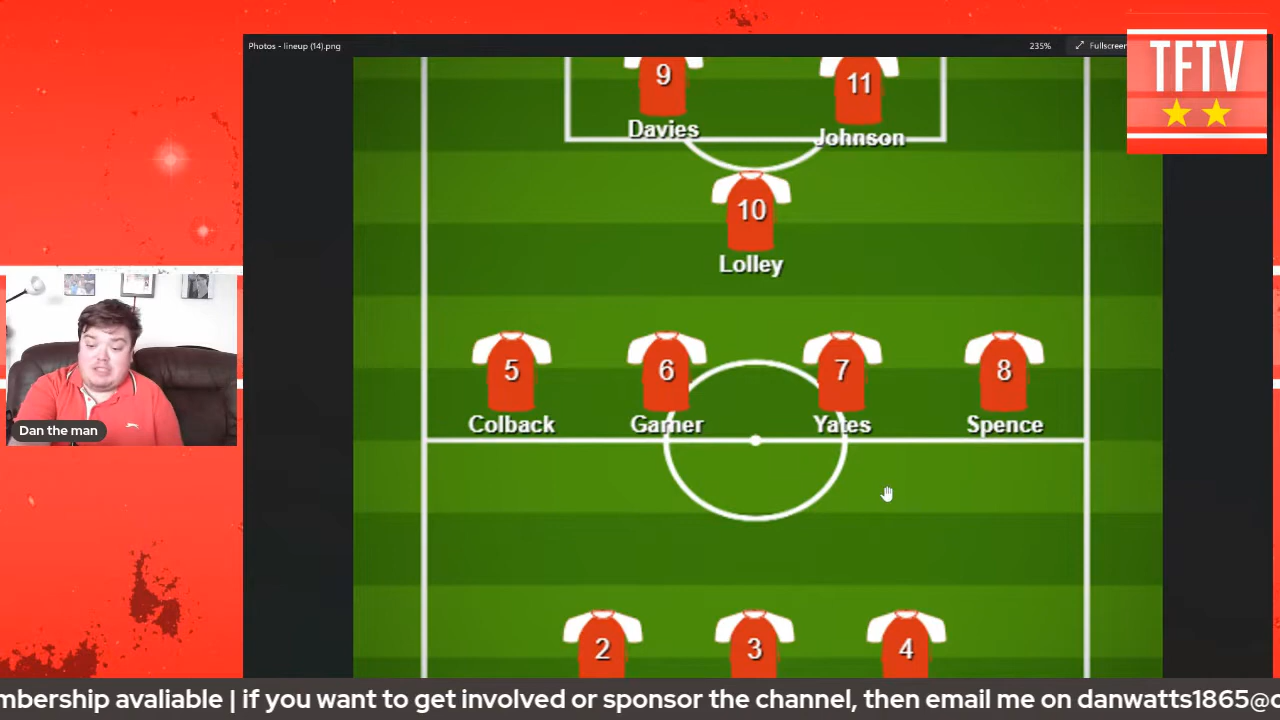 Photos - lineup (14).png
235%
Fullscreen
TFTV
9
11
Davies
Johnson
10
Lolley
5
6
7
8
Colback
Garner
Yates
Spence
Dan the man
2
3
4
mbership avaliable | if you want to get involved or sponsor the channel, then email me on danwatts1865@